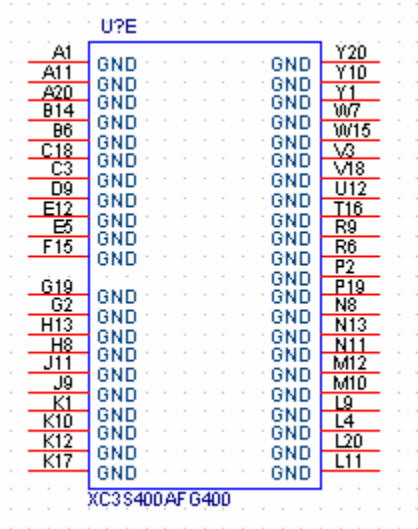 U?E
A1 GND GND Y20
A11 GND GND Y10
A20 GND GND Y1
B14 GND GND W7
B6 GND GND W15
C18 GND GND V3
C3 GND GND V18
D9 GND GND U12
E12 GND GND T16
E5 GND GND R9
F15 GND GND R6
GND P2
G19 GND GND P19
G2 GND GND N8
H13 GND GND N13
H8 GND GND N11
J11 GND GND M12
J9 GND GND M10
K1 GND GND L9
K10 GND GND L4
K12 GND GND L20
K17 GND GND L11
XC3S400AFG400